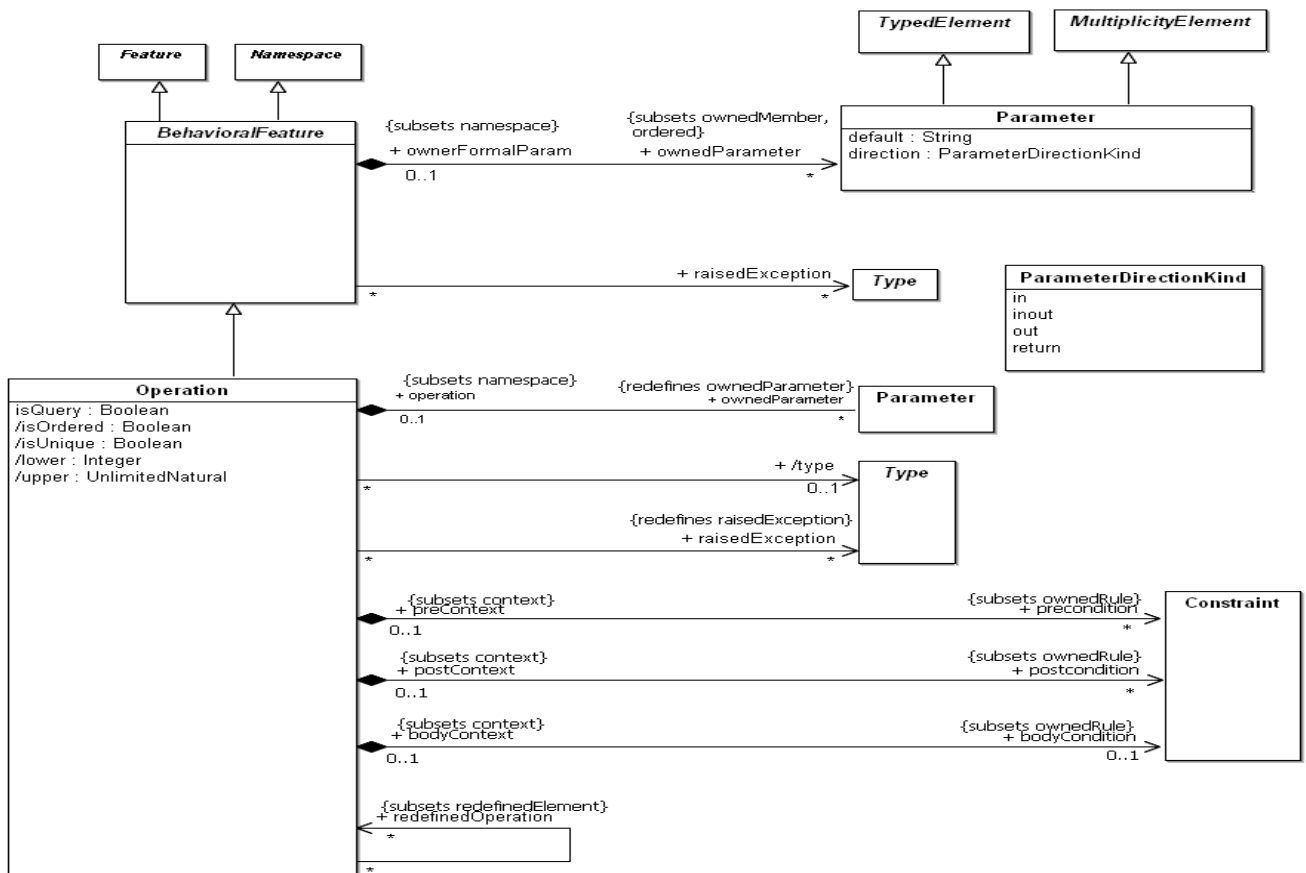 TypedElement
MultiplicityElement
Feature
Namespace
BehavioralFeature
{subsets namespace}
+ ownerFormalParam
0..1
{subsets ownedMember,
ordered}
+ ownedParameter
*
Parameter
default : String
direction : ParameterDirectionKind
+ raisedException
*
*
Type
ParameterDirectionKind
in
inout
out
return
Operation
isQuery : Boolean
/isOrdered : Boolean
/isUnique : Boolean
/lower : Integer
/upper : UnlimitedNatural
{subsets namespace}
+ operation
0..1
{redefines ownedParameter}
+ ownedParameter
*
Parameter
+ /type
*
0..1
Type
{redefines raisedException}
+ raisedException
*
*
{subsets context}
+ preContext
0..1
{subsets ownedRule}
+ precondition
*
Constraint
{subsets context}
+ postContext
0..1
{subsets ownedRule}
+ postcondition
*
{subsets context}
+ bodyContext
0..1
{subsets ownedRule}
+ bodyCondition
0..1
{subsets redefinedElement}
+ redefinedOperation
*
*